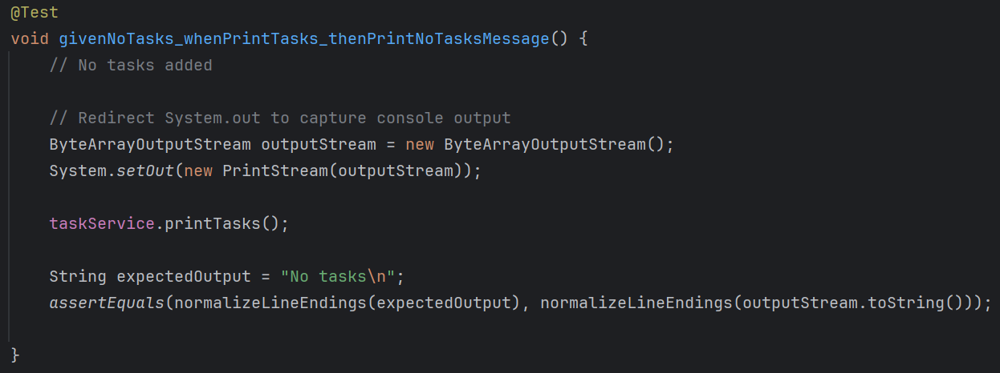 @Test
void givenNoTasks_whenPrintTasks_thenPrintNoTasksMessage() {
    // No tasks added

    // Redirect System.out to capture console output
    ByteArrayOutputStream outputStream = new ByteArrayOutputStream();
    System.setOut(new PrintStream(outputStream));

    taskService.printTasks();

    String expectedOutput = "No tasks\n";
    assertEquals(normalizeLineEndings(expectedOutput), normalizeLineEndings(outputStream.toString()));

}